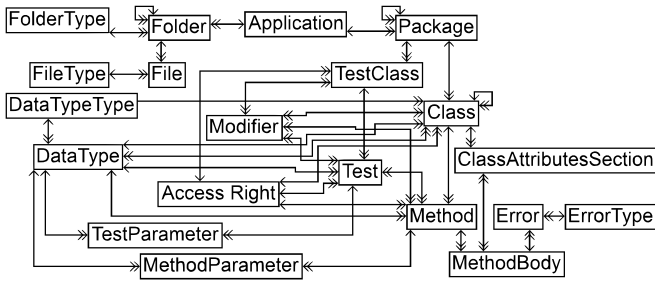 FolderType
Folder
Application
Package
FileType
File
TestClass
DataTypeType
Modifier
Class
DataType
Test
ClassAttributesSection
Access Right
TestParameter
Method
Error
ErrorType
MethodParameter
MethodBody